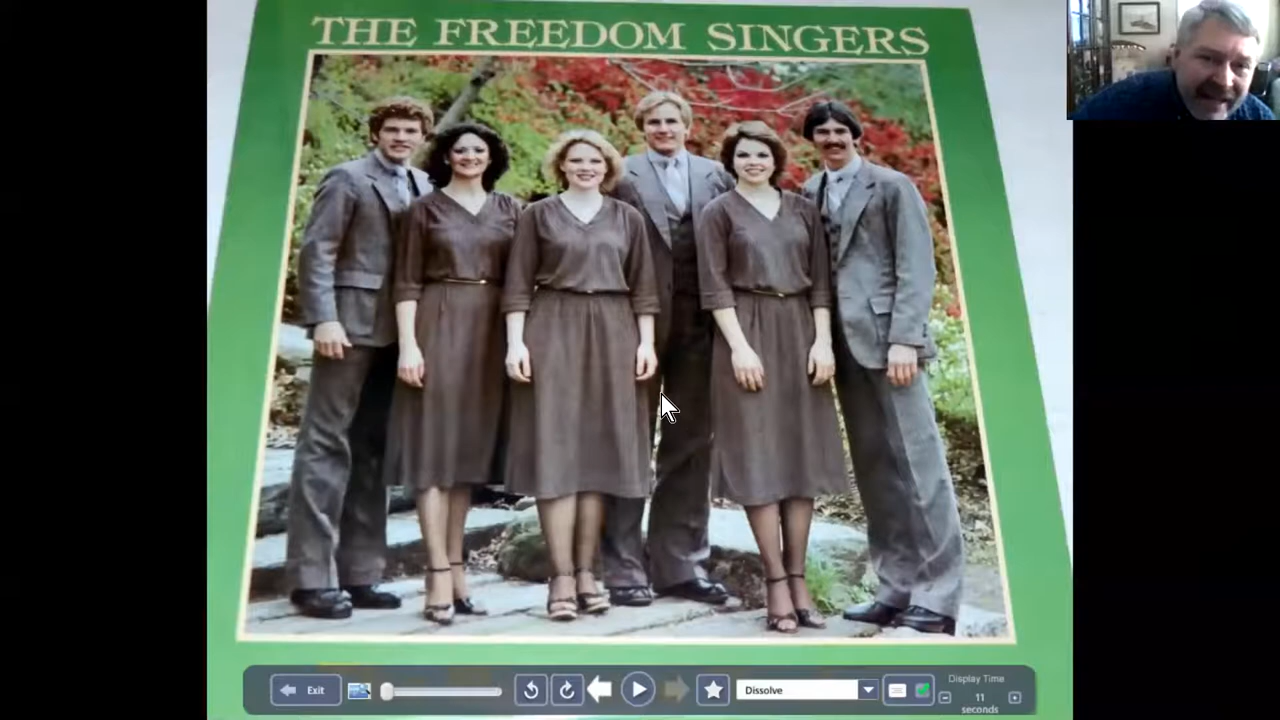 THE FREEDOM SINGERS
Exit
Dissolve
Display Time
11
seconds